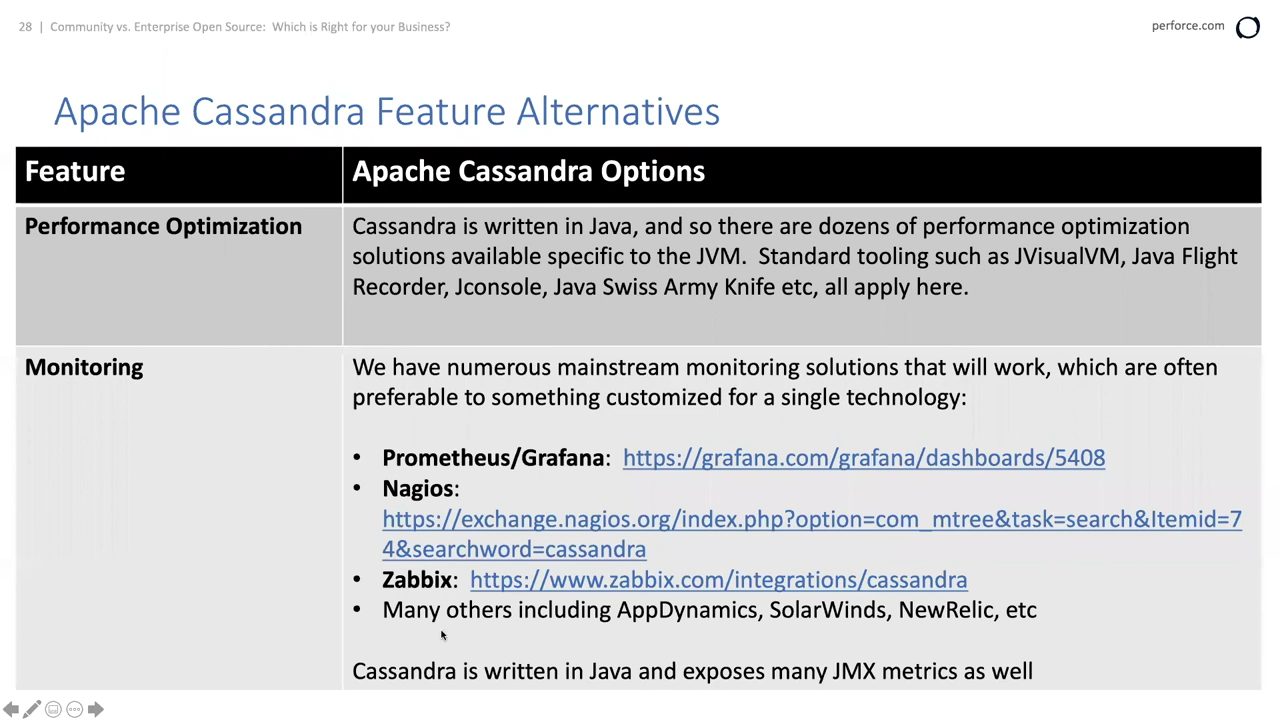 28 | Community vs. Enterprise Open Source:  Which is Right for your Business?
perforce.com
Apache Cassandra Feature Alternatives
Feature
Apache Cassandra Options
Performance Optimization
Cassandra is written in Java, and so there are dozens of performance optimization
solutions available specific to the JVM.  Standard tooling such as JVisualVM, Java Flight
Recorder, Jconsole, Java Swiss Army Knife etc, all apply here.
Monitoring
We have numerous mainstream monitoring solutions that will work, which are often
preferable to something customized for a single technology:
• Prometheus/Grafana:  https://grafana.com/grafana/dashboards/5408
• Nagios:
https://exchange.nagios.org/index.php?option=com_mtree&task=search&Itemid=7
4&searchword=cassandra
• Zabbix:  https://www.zabbix.com/integrations/cassandra
• Many others including AppDynamics, SolarWinds, NewRelic, etc
Cassandra is written in Java and exposes many JMX metrics as well